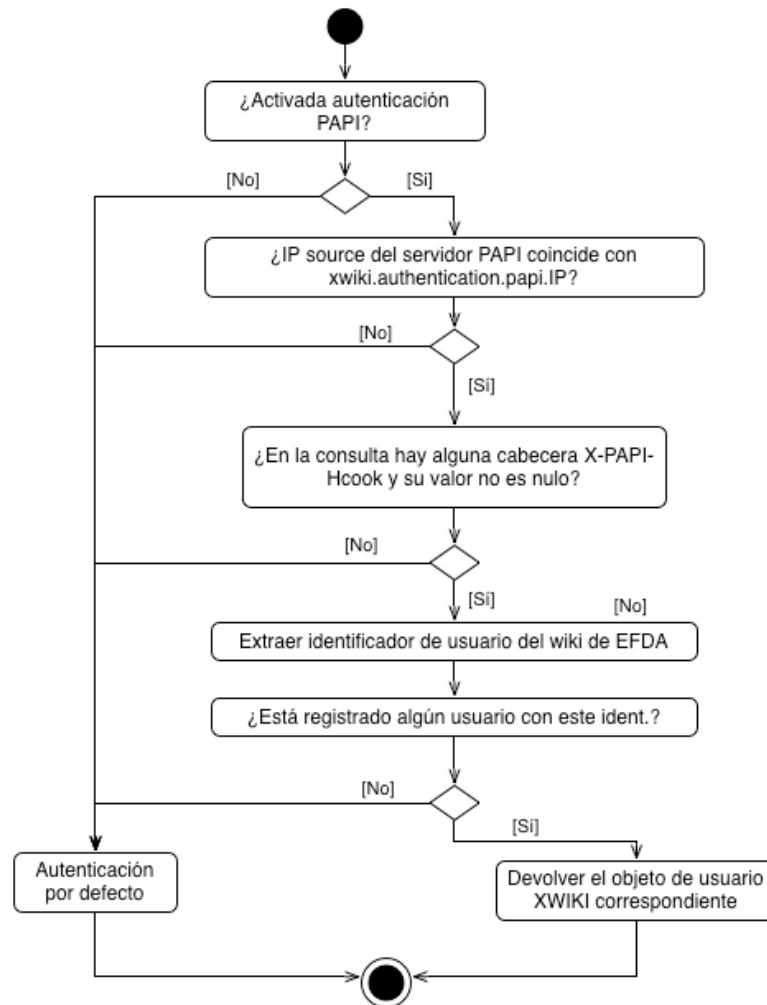 ¿Activada autenticación
PAPI?
[No]
[Si]
¿IP source del servidor PAPI coincide con
xwiki.authentication.papi.IP?
[No]
[Sí]
¿En la consulta hay alguna cabecera X-PAPI-
Hcook y su valor no es nulo?
[No]
[Sí]
[No]
Extraer identificador de usuario del wiki de EFDA
¿Está registrado algún usuario con este ident.?
[No]
[Sí]
Autenticación
por defecto
Devolver el objeto de usuario
XWIKI correspondiente